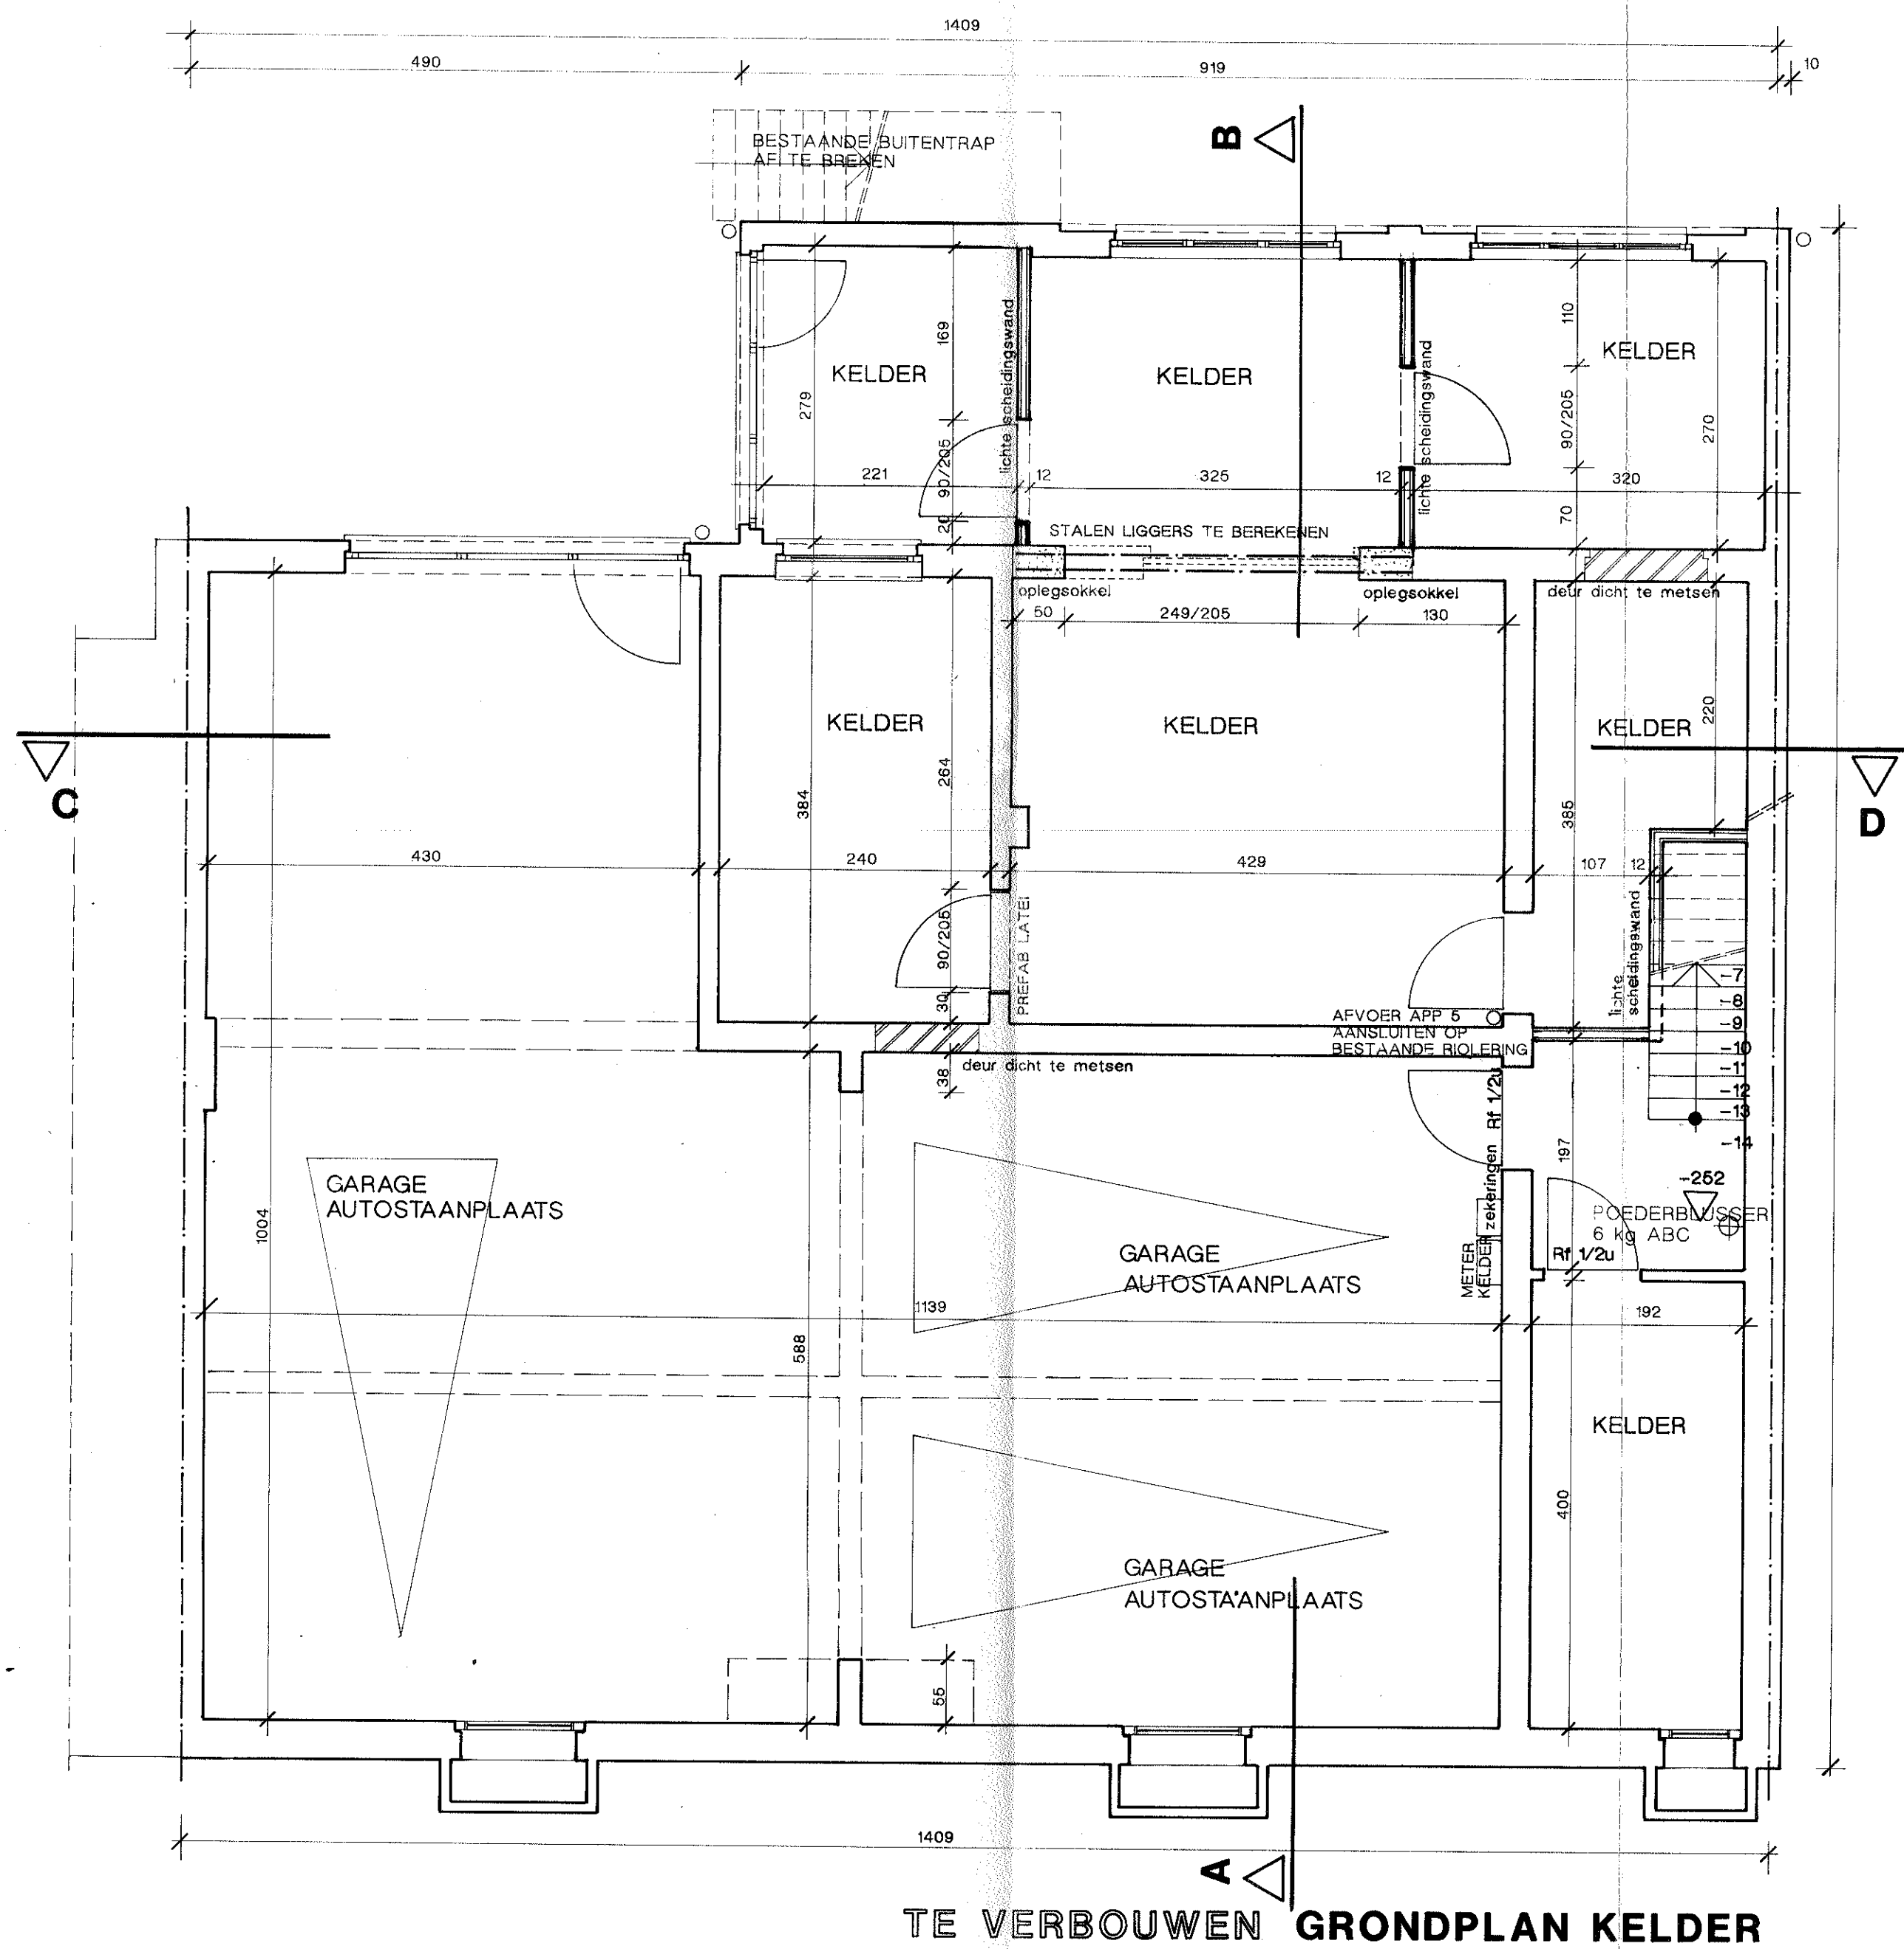 1409
490
919
10
BESTAANDE BUITENTRAP
AF TE BREKEN
B
KELDER
KELDER
KELDER
169
279
90/205
20
lichte scheidingswand
lichte scheidingswand
110
90/205
70
270
221
12
325
12
320
STALEN LIGGERS TE BEREKENEN
oplegsokkel
oplegsokkel
deur dicht te metsen
50
249/205
130
KELDER
KELDER
KELDER
220
264
384
385
C
D
430
240
429
107
12
90/205
30
PREFAB LATEI
lichte
scheidingswand
-7
-8
-9
-10
-11
-12
-13
-14
AFVOER APP 5
AANSLUITEN OP
BESTAANDE RIOLERING
deur dicht te metsen
38
zekeringen Rf 1/2u
197
-252
POEDERBLUSSER
6 kg ABC
Rf 1/2u
METER
KELDER
GARAGE
AUTOSTAANPLAATS
GARAGE
AUTOSTAANPLAATS
1004
1139
192
588
KELDER
400
GARAGE
AUTOSTAANPLAATS
55
1409
A
TE VERBOUWEN GRONDPLAN KELDER